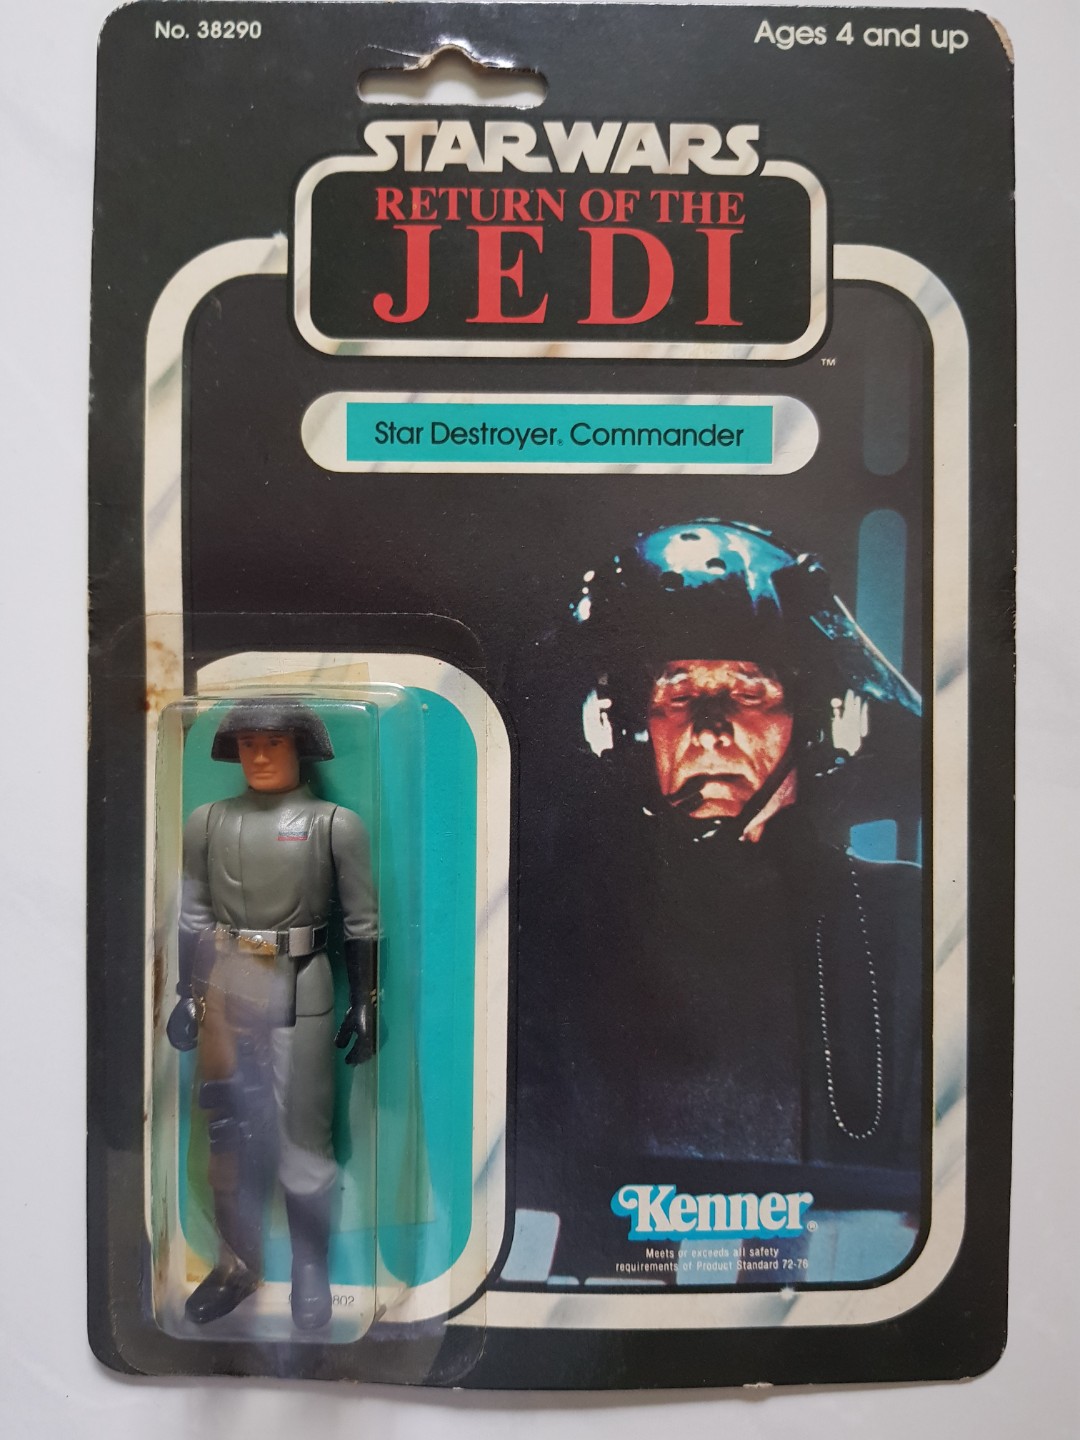 No. 38290
Ages 4 and up
STAR WARS
RETURN OF THE
JEDI
TM
Star Destroyer® Commander
Kenner®
Meets or exceeds all safety
requirements of Product Standard 72-76
802